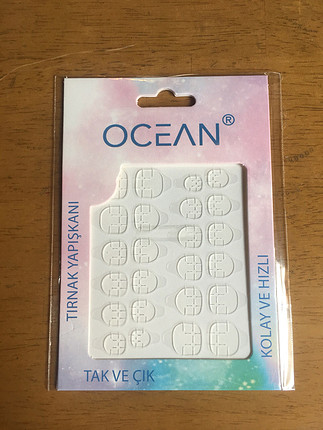 OCEAN®
TIRNAK YAPIŞKANI
KOLAY VE HIZLI
TAK VE ÇIK